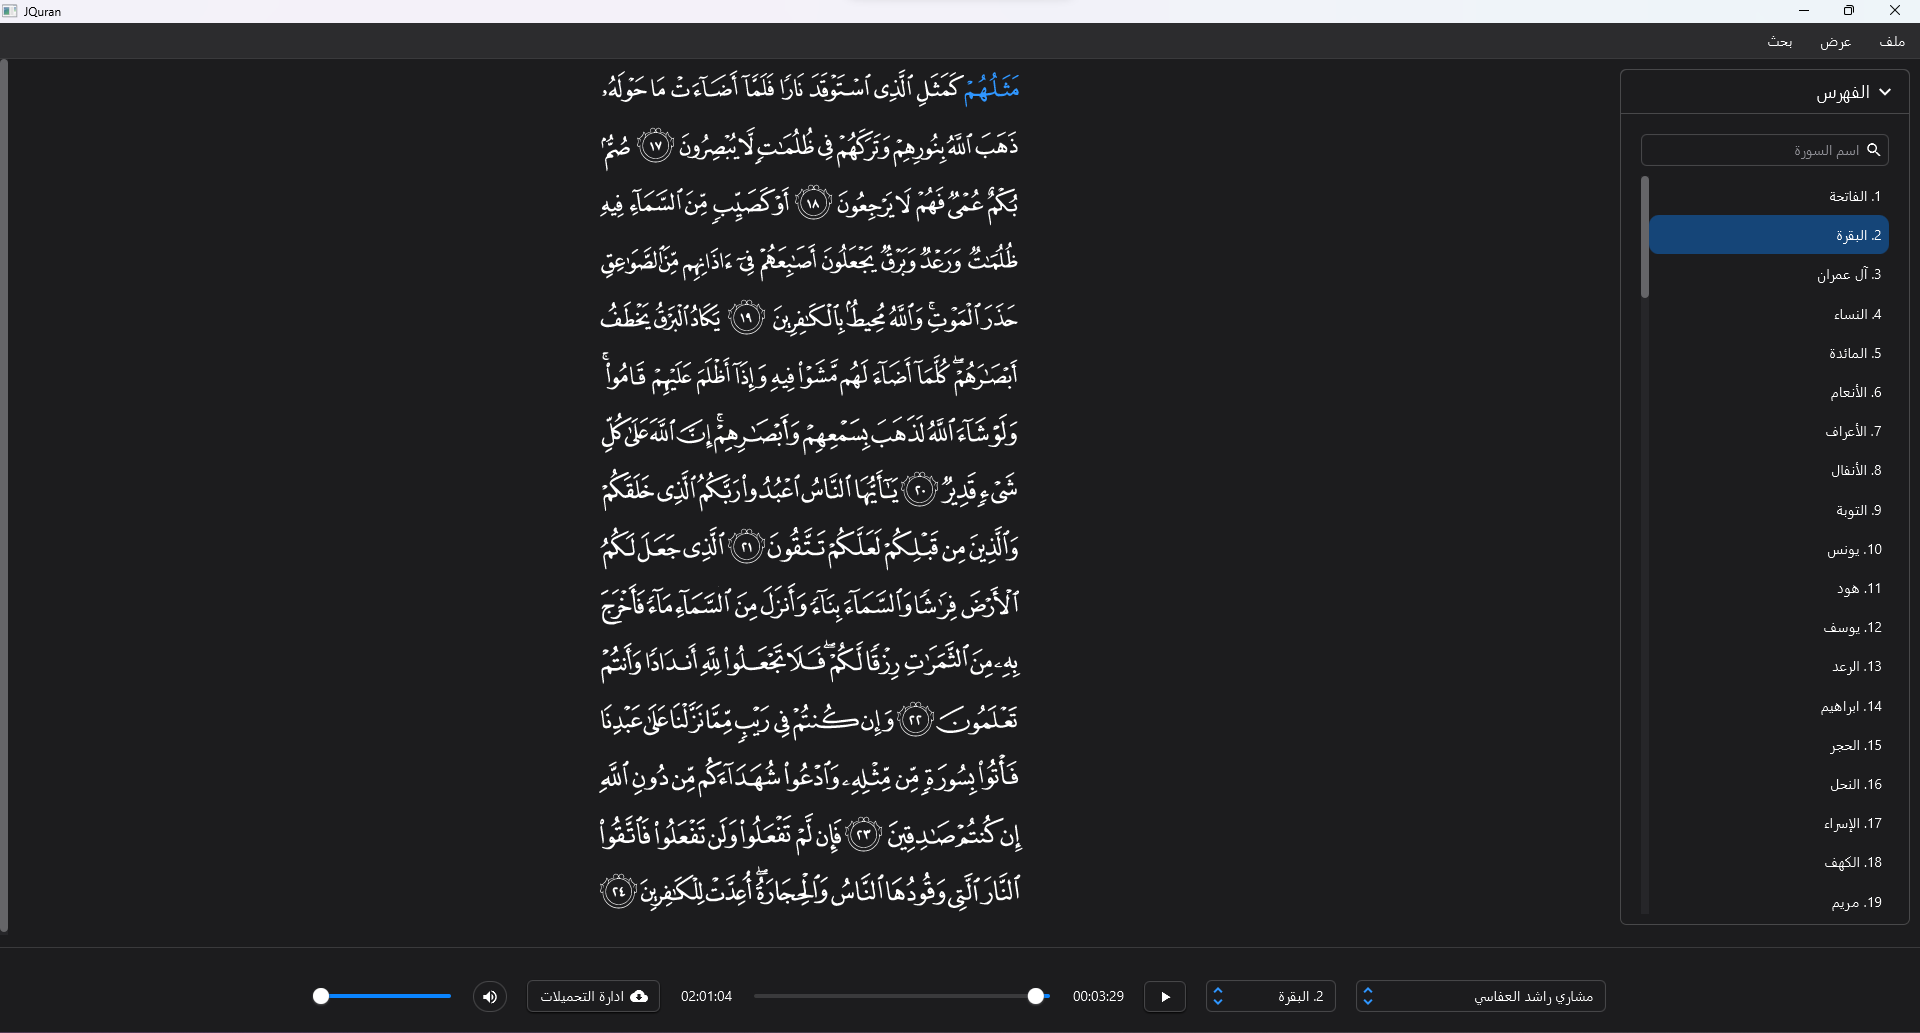 JQuran
ملف
عرض
بحث
مَثَلُهُمْ كَمَثَلِ ٱلَّذِى ٱسْتَوْقَدَ نَارًا فَلَمَّآ أَضَآءَتْ مَا حَوْلَهُۥ
ذَهَبَ ٱللَّهُ بِنُورِهِمْ وَتَرَكَهُمْ فِى ظُلُمَٰتٍ لَّا يُبْصِرُونَ ١٧ صُمٌّۢ
بُكْمٌ عُمْىٌ فَهُمْ لَا يَرْجِعُونَ ١٨ أَوْ كَصَيِّبٍ مِّنَ ٱلسَّمَآءِ فِيهِ
ظُلُمَٰتٌ وَرَعْدٌ وَبَرْقٌ يَجْعَلُونَ أَصَٰبِعَهُمْ فِىٓ ءَاذَانِهِم مِّنَ ٱلصَّوَٰعِقِ
حَذَرَ ٱلْمَوْتِ ۚ وَٱللَّهُ مُحِيطٌۢ بِٱلْكَٰفِرِينَ ١٩ يَكَادُ ٱلْبَرْقُ يَخْطَفُ
أَبْصَٰرَهُمْ ۖ كُلَّمَآ أَضَآءَ لَهُم مَّشَوْا۟ فِيهِ وَإِذَآ أَظْلَمَ عَلَيْهِمْ قَامُوا۟ ۚ
وَلَوْ شَآءَ ٱللَّهُ لَذَهَبَ بِسَمْعِهِمْ وَأَبْصَٰرِهِمْ ۚ إِنَّ ٱللَّهَ عَلَىٰ كُلِّ
شَىْءٍ قَدِيرٌ ٢٠ يَٰٓأَيُّهَا ٱلنَّاسُ ٱعْبُدُوا۟ رَبَّكُمُ ٱلَّذِى خَلَقَكُمْ
وَٱلَّذِينَ مِن قَبْلِكُمْ لَعَلَّكُمْ تَتَّقُونَ ٢١ ٱلَّذِى جَعَلَ لَكُمُ
ٱلْأَرْضَ فِرَٰشًا وَٱلسَّمَآءَ بِنَآءً وَأَنزَلَ مِنَ ٱلسَّمَآءِ مَآءً فَأَخْرَجَ
بِهِۦ مِنَ ٱلثَّمَرَٰتِ رِزْقًا لَّكُمْ ۖ فَلَا تَجْعَلُوا۟ لِلَّهِ أَندَادًا وَأَنتُمْ
تَعْلَمُونَ ٢٢ وَإِن كُنتُمْ فِى رَيْبٍ مِّمَّا نَزَّلْنَا عَلَىٰ عَبْدِنَا
فَأْتُوا۟ بِسُورَةٍ مِّن مِّثْلِهِۦ وَٱدْعُوا۟ شُهَدَآءَكُم مِّن دُونِ ٱللَّهِ
إِن كُنتُمْ صَٰدِقِينَ ٢٣ فَإِن لَّمْ تَفْعَلُوا۟ وَلَن تَفْعَلُوا۟ فَٱتَّقُوا۟
ٱلنَّارَ ٱلَّتِى وَقُودُهَا ٱلنَّاسُ وَٱلْحِجَارَةُ ۖ أُعِدَّتْ لِلْكَٰفِرِينَ ٢٤
الفهرس
اسم السورة
1. الفاتحة
2. البقرة
3. آل عمران
4. النساء
5. المائدة
6. الأنعام
7. الأعراف
8. الأنفال
9. التوبة
10. يونس
11. هود
12. يوسف
13. الرعد
14. ابراهيم
15. الحجر
16. النحل
17. الإسراء
18. الكهف
19. مريم
مشاري راشد العفاسي
2. البقرة
00:03:29
02:01:04
ادارة التحميلات